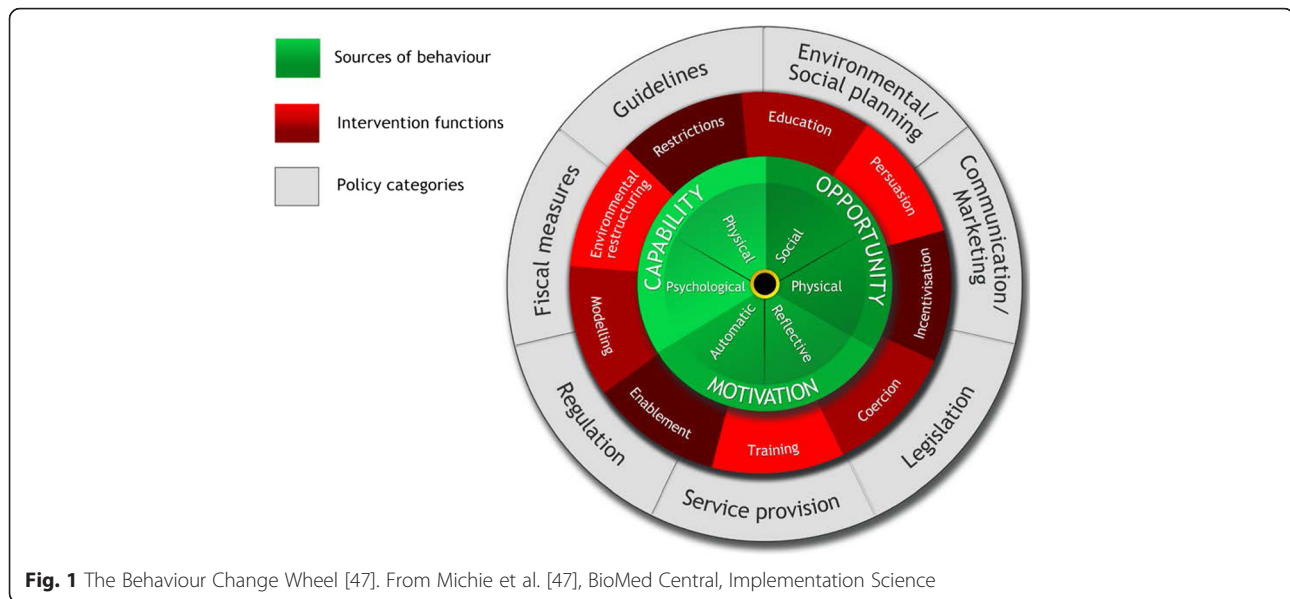 Sources of behaviour
Intervention functions
Policy categories
Guidelines
Environmental/
Social planning
Communication/
Marketing
Legislation
Service provision
Regulation
Fiscal measures
Restrictions
Education
Persuasion
Incentivisation
Coercion
Training
Enablement
Modelling
Environmental
restructuring
CAPABILITY
OPPORTUNITY
MOTIVATION
Physical
Social
Psychological
Physical
Automatic
Reflective
Fig. 1 The Behaviour Change Wheel [47]. From Michie et al. [47], BioMed Central, Implementation Science